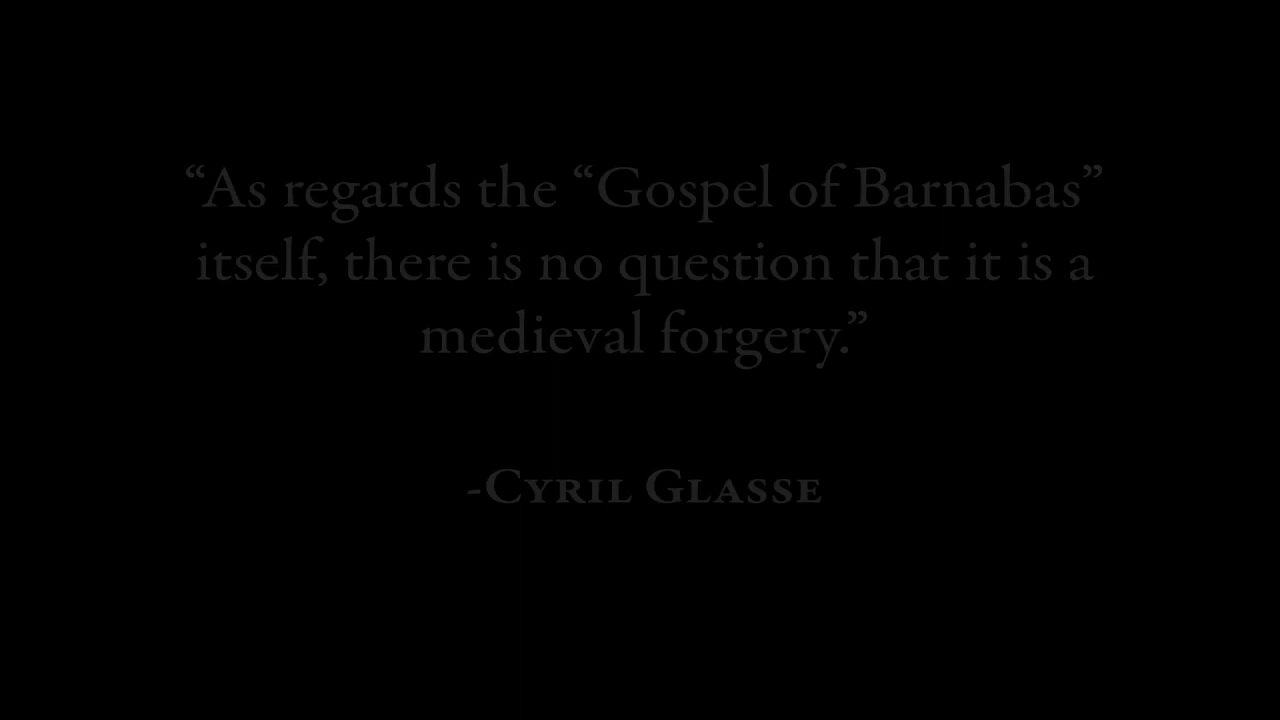 “As regards the “Gospel of Barnabas”
itself, there is no question that it is a
medieval forgery.”
-Cyril Glasse